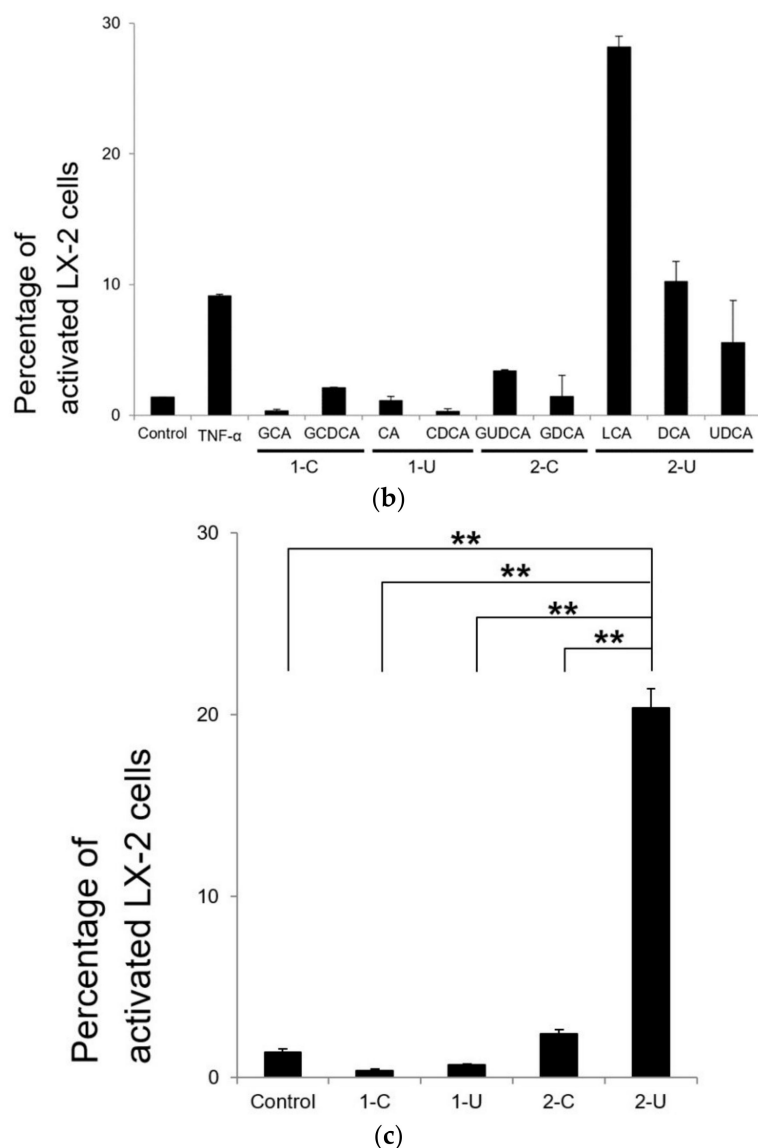 30
20
10
0
Percentage of
activated LX-2 cells
Control TNF-α GCA GCDCA CA CDCA GUDCA GDCA LCA DCA UDCA
1-C 1-U 2-C 2-U
(b)
30
20
10
0
Percentage of
activated LX-2 cells
**
**
**
**
Control 1-C 1-U 2-C 2-U
(c)